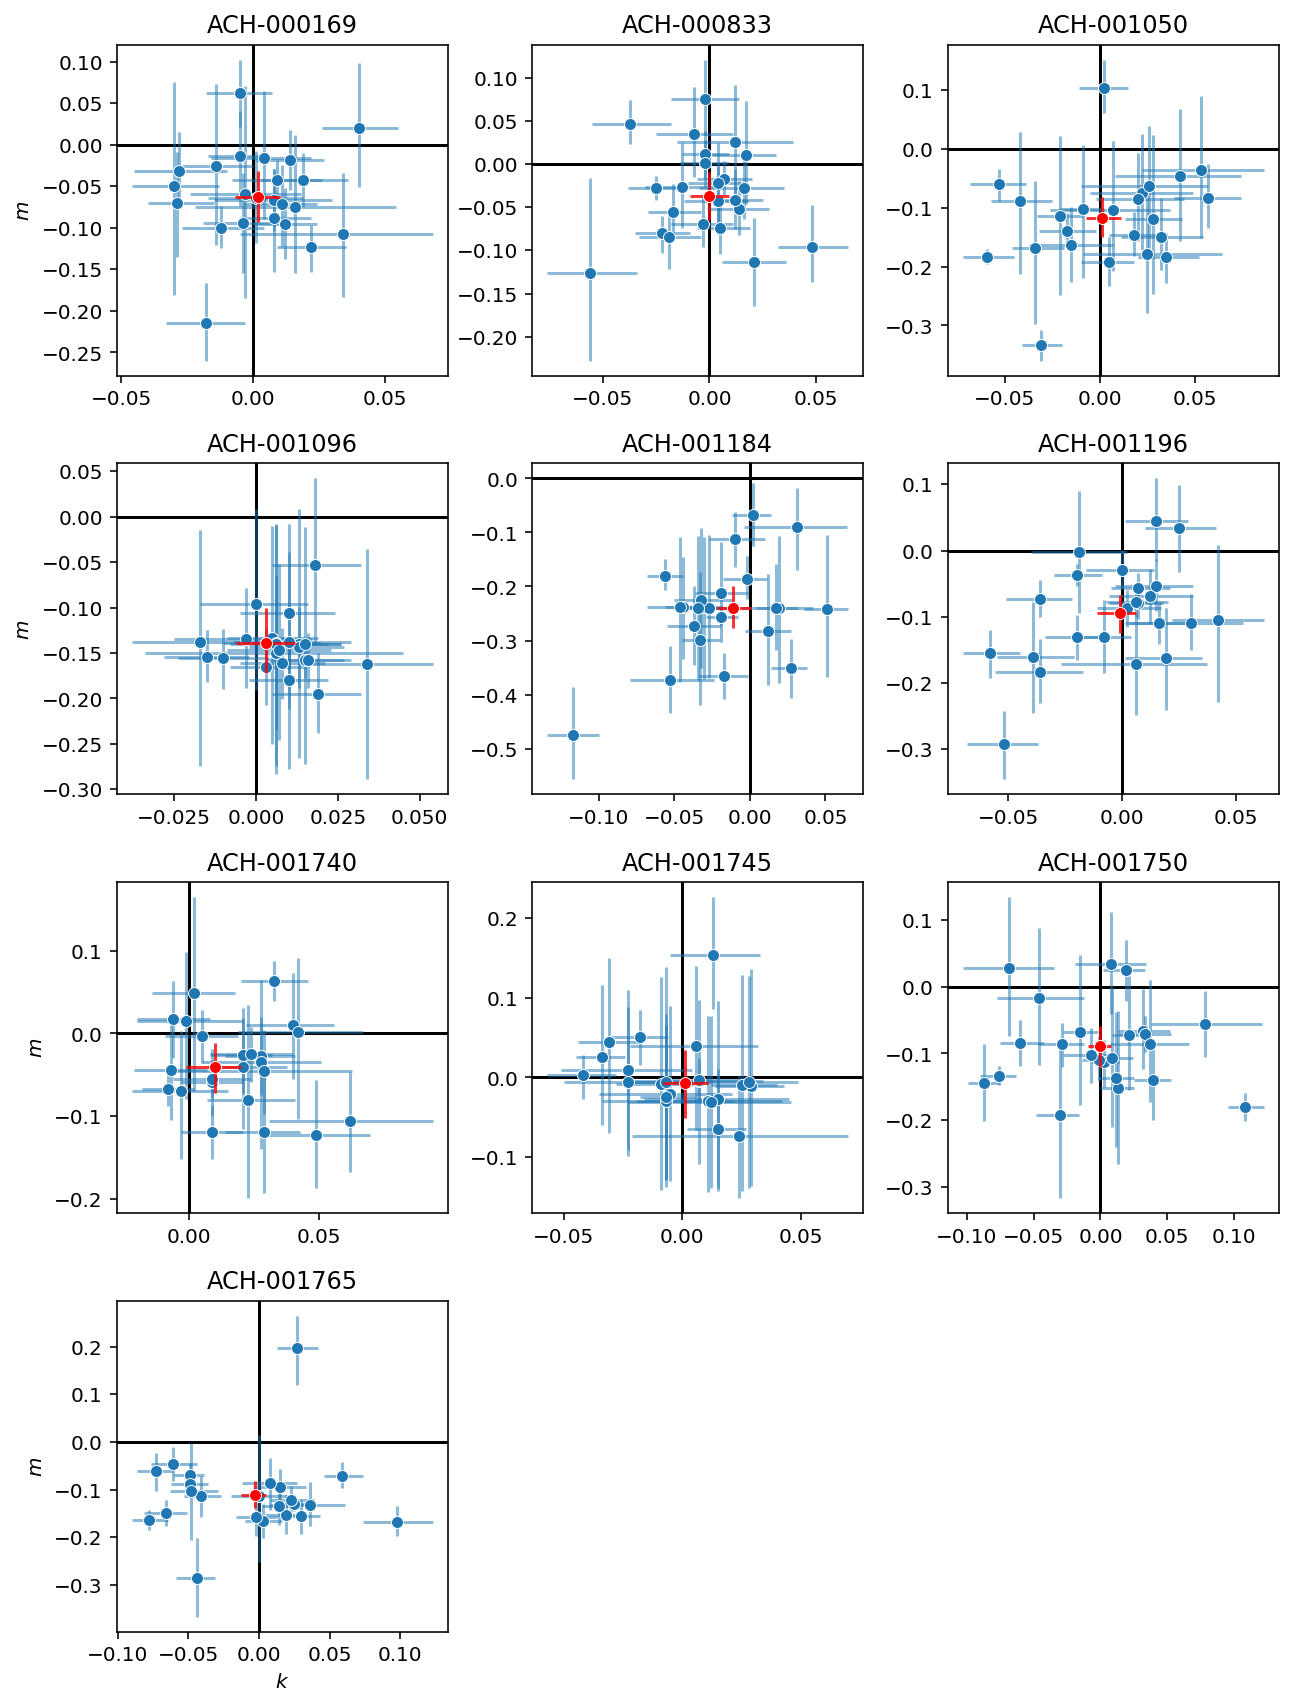 ACH-000169 ACH-000833 ACH-001050
0.10 0.05 0.00 −0.05 −0.10 −0.15 −0.20 −0.25
m
−0.05 0.00 0.05
0.10 0.05 0.00 −0.05 −0.10 −0.15 −0.20
−0.05 0.00 0.05
0.1 0.0 −0.1 −0.2 −0.3
−0.05 0.00 0.05
ACH-001096 ACH-001184 ACH-001196
0.05 0.00 −0.05 −0.10 −0.15 −0.20 −0.25 −0.30
m
−0.025 0.000 0.025 0.050
0.0 −0.1 −0.2 −0.3 −0.4 −0.5
−0.10 −0.05 0.00 0.05
0.1 0.0 −0.1 −0.2 −0.3
−0.05 0.00 0.05
ACH-001740 ACH-001745 ACH-001750
0.1 0.0 −0.1 −0.2
m
0.00 0.05
0.2 0.1 0.0 −0.1
−0.05 0.00 0.05
0.1 0.0 −0.1 −0.2 −0.3
−0.10 −0.05 0.00 0.05 0.10
ACH-001765
0.2 0.1 0.0 −0.1 −0.2 −0.3
m
−0.10 −0.05 0.00 0.05 0.10
k